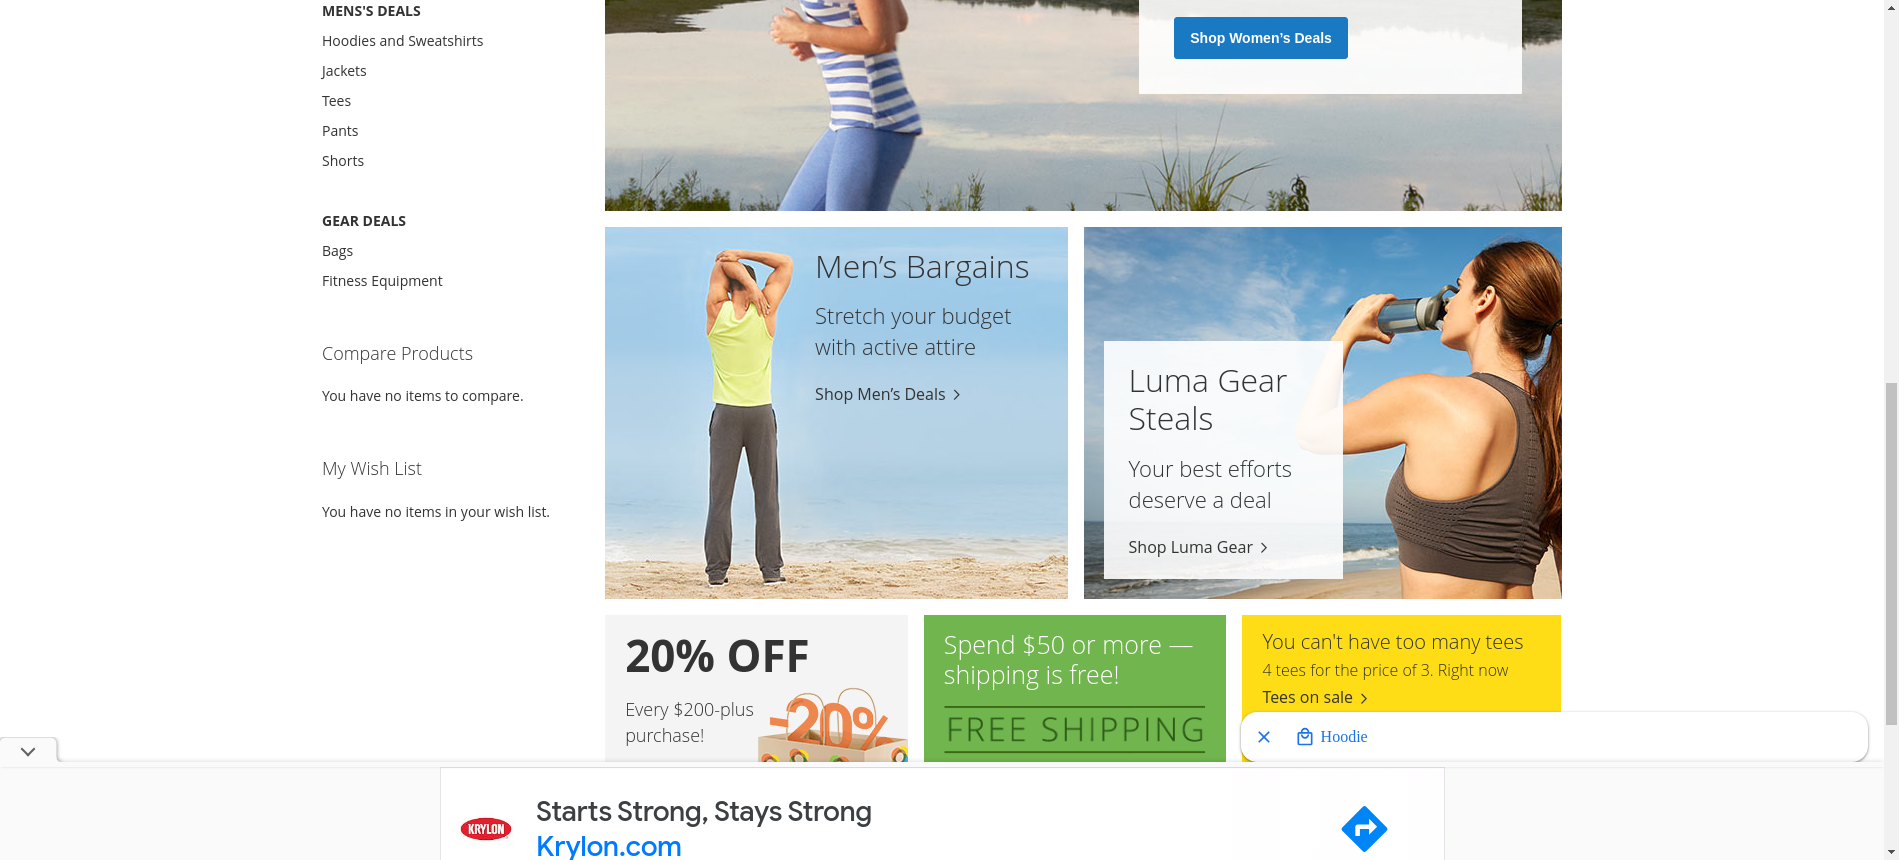 MENS'S DEALS
Hoodies and Sweatshirts
Jackets
Tees
Pants
Shorts
GEAR DEALS
Bags
Fitness Equipment
Compare Products
You have no items to compare.
My Wish List
You have no items in your wish list.
Shop Women’s Deals
Men’s Bargains
Stretch your budget
with active attire
Shop Men’s Deals
Luma Gear
Steals
Your best efforts
deserve a deal
Shop Luma Gear
20% OFF
Every $200-plus
purchase!
-20%
Spend $50 or more —
shipping is free!
FREE SHIPPING
You can't have too many tees
4 tees for the price of 3. Right now
Tees on sale
Hoodie
KRYLON
Starts Strong, Stays Strong
Krylon.com